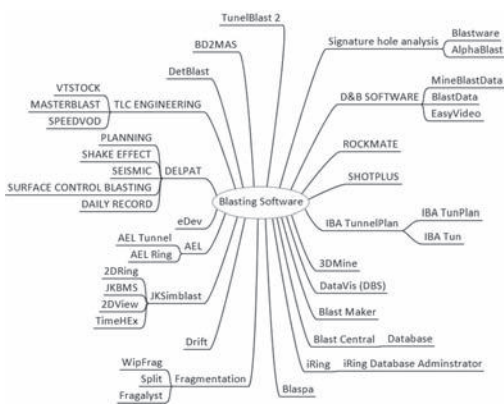 TunelBlast 2
BD2MAS
DetBlast
VTSTOCK
MASTERBLAST
SPEEDVOD
TLC ENGINEERING
PLANNING
SHAKE EFFECT
SEISMIC
SURFACE CONTROL BLASTING
DAILY RECORD
DELPAT
eDev
AEL Tunnel
AEL Ring
AEL
2DRing
JKBMS
2DView
TimeHEx
JKSimblast
Drift
WipFrag
Split
Fragalyst
Fragmentation
Blasting Software
Signature hole analysis
Blastware
AlphaBlast
D&B SOFTWARE
MineBlastData
BlastData
EasyVideo
ROCKMATE
SHOTPLUS
IBA TunnelPlan
IBA TunPlan
IBA Tun
3DMine
DataVis (DBS)
Blast Maker
Blast Central
Database
iRing
iRing Database Adminstrator
Blaspa